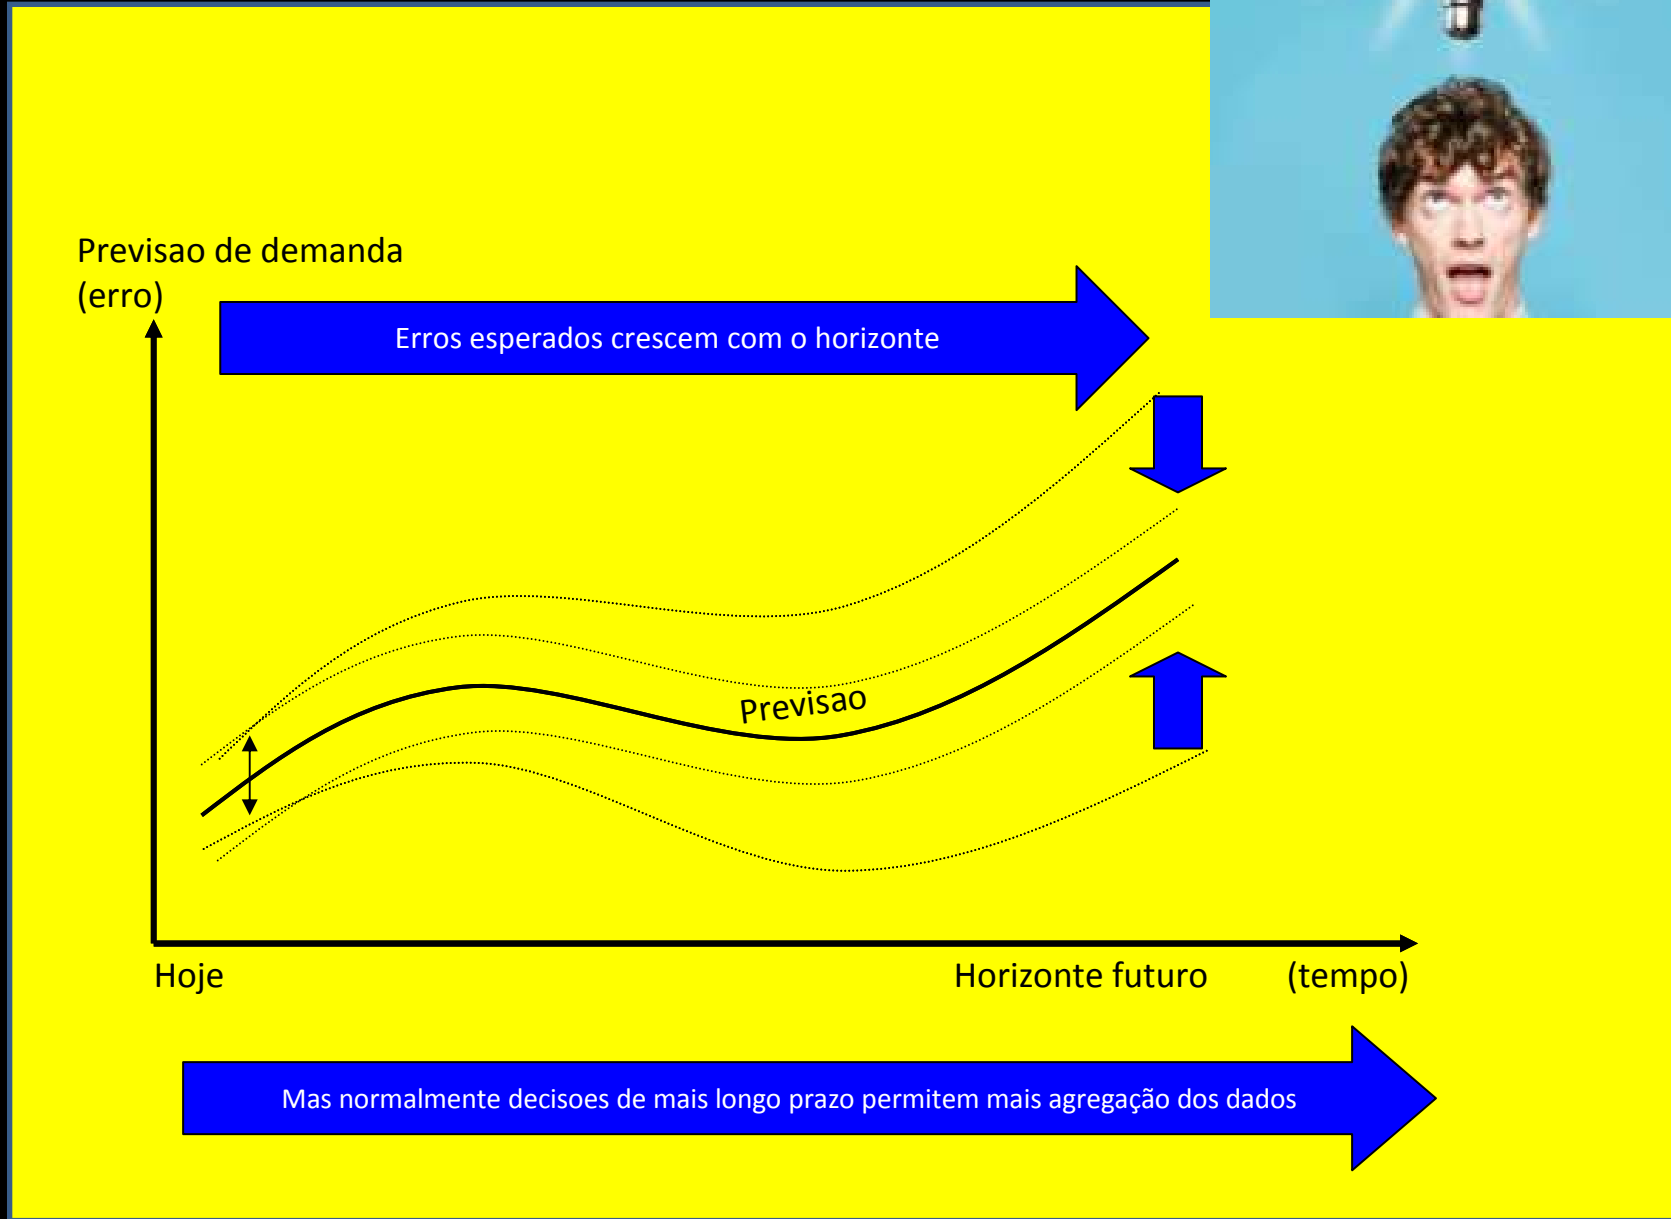 Previsao de demanda
(erro)
Erros esperados crescem com o horizonte
Previsao
Hoje
Horizonte futuro
(tempo)
Mas normalmente decisoes de mais longo prazo permitem mais agregação dos dados